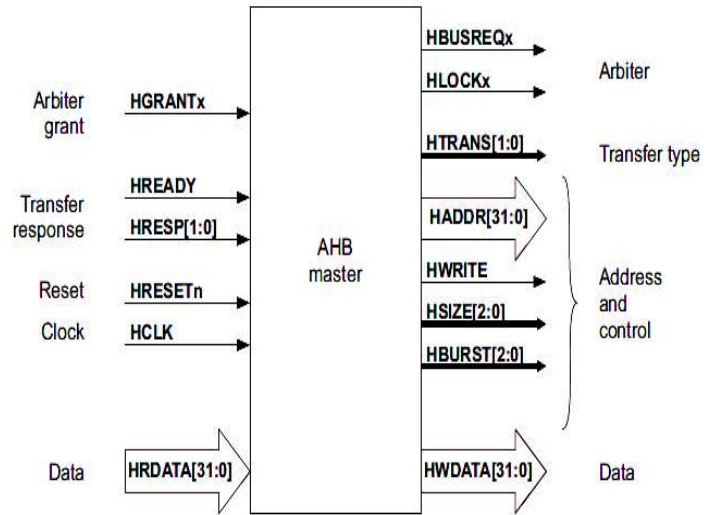 HBUSREQx
Arbiter
HLOCKx
Arbiter
grant
HGRANTx
HTRANS[1:0]
Transfer type
Transfer
response
HREADY
HRESP[1:0]
HADDR[31:0]
AHB
master
HWRITE
Address
and
control
Reset
HRESETn
HSIZE[2:0]
Clock
HCLK
HBURST[2:0]
Data
HRDATA[31:0]
HWDATA[31:0]
Data